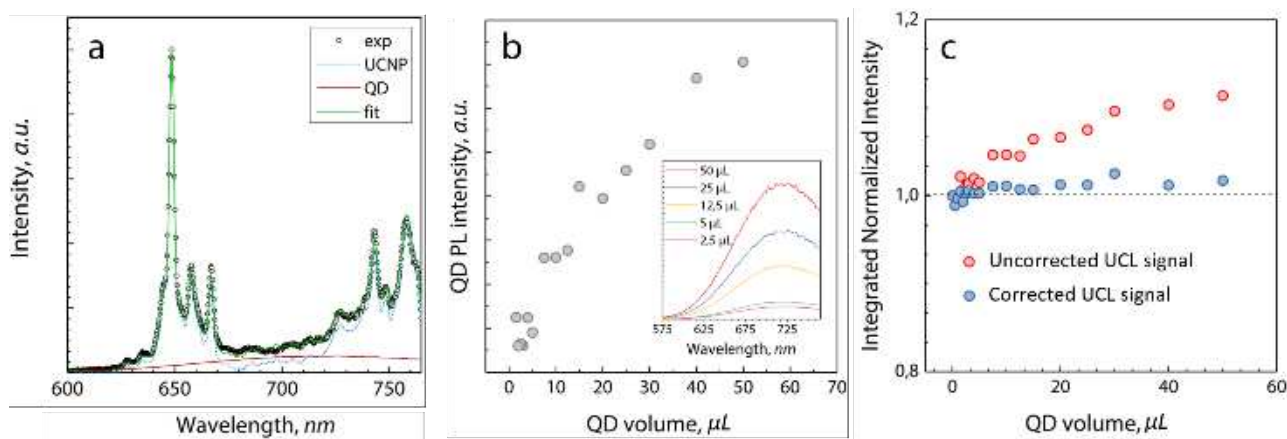 a
exp
UCNP
QD
fit
Intensity, a.u.
600 650 700 750
Wavelength, nm
b
QD PL intensity, a.u.
50 µL
25 µL
12,5 µL
5 µL
2,5 µL
575 625 675 725
Wavelength, nm
0 10 20 30 40 50 60 70
QD volume, µL
c
Integrated Normalized Intensity
1,2
1,0
0,8
Uncorrected UCL signal
Corrected UCL signal
0 20 40 60
QD volume, µL